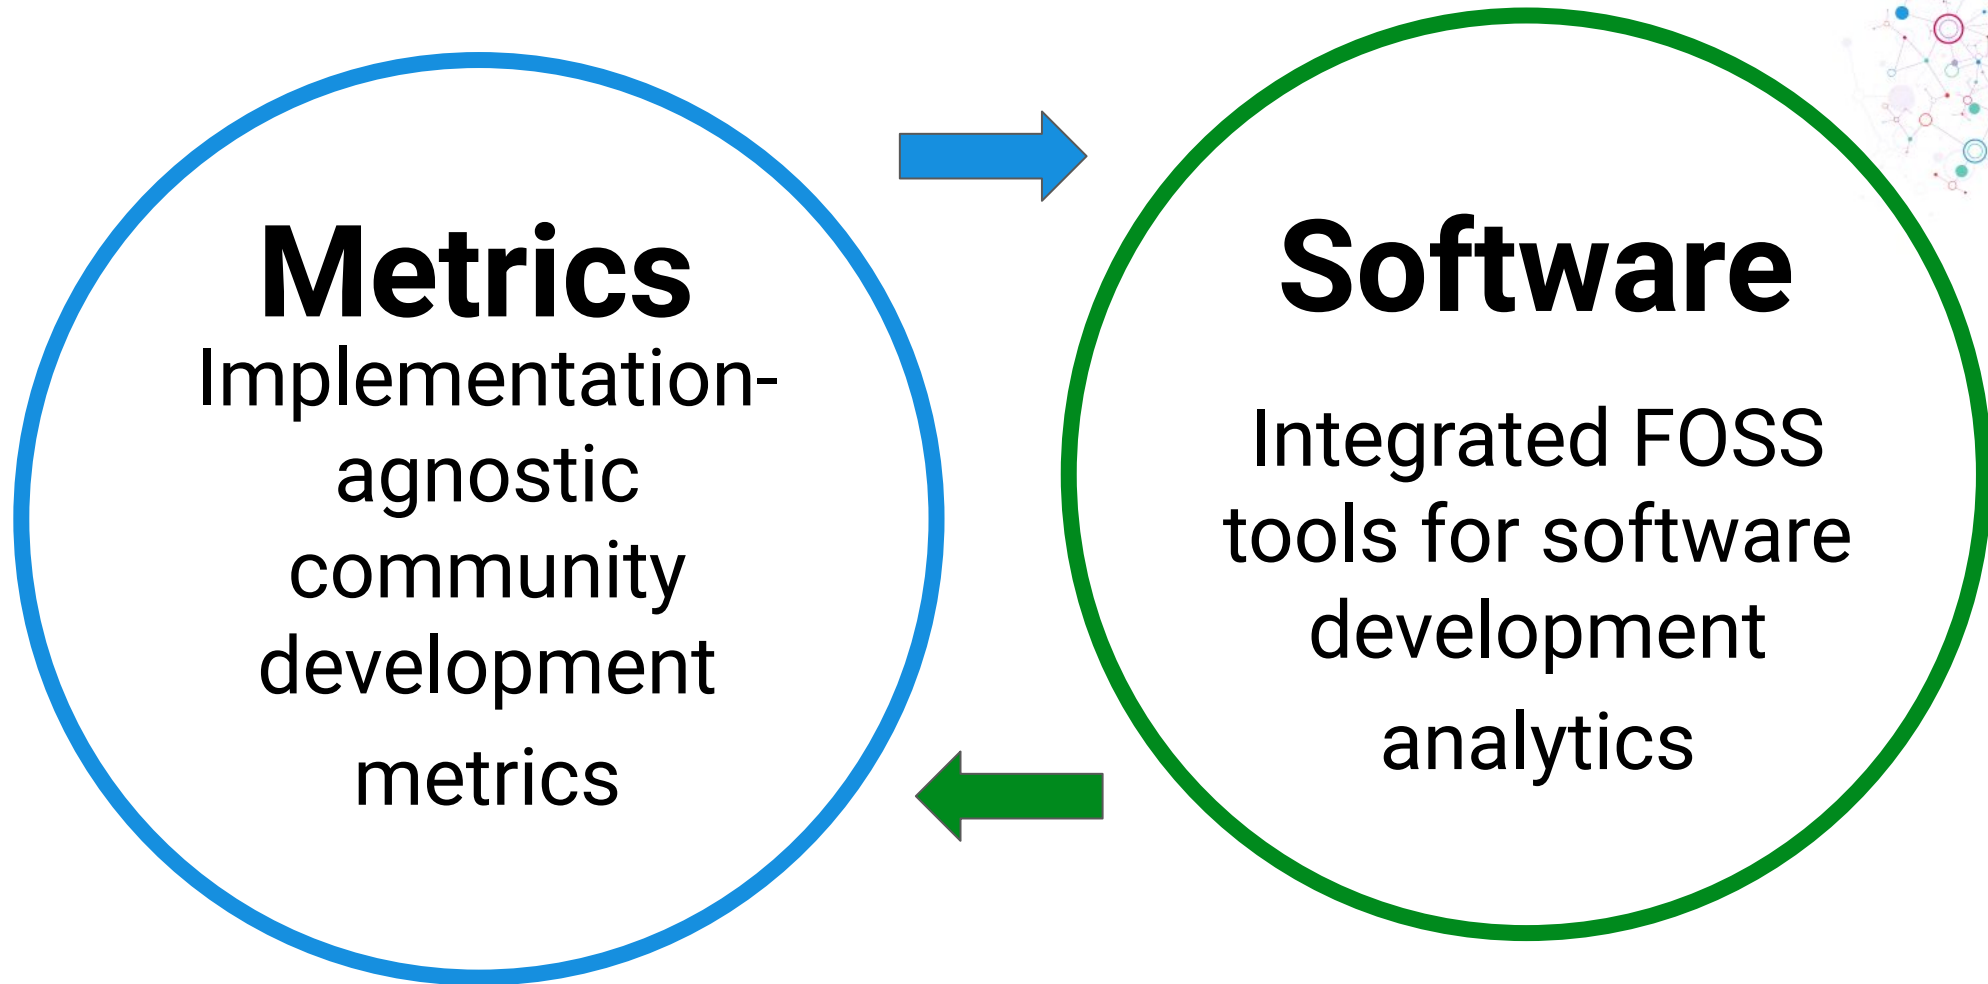 Metrics
Implementation-
agnostic
community
development
metrics
Software
Integrated FOSS
tools for software
development
analytics